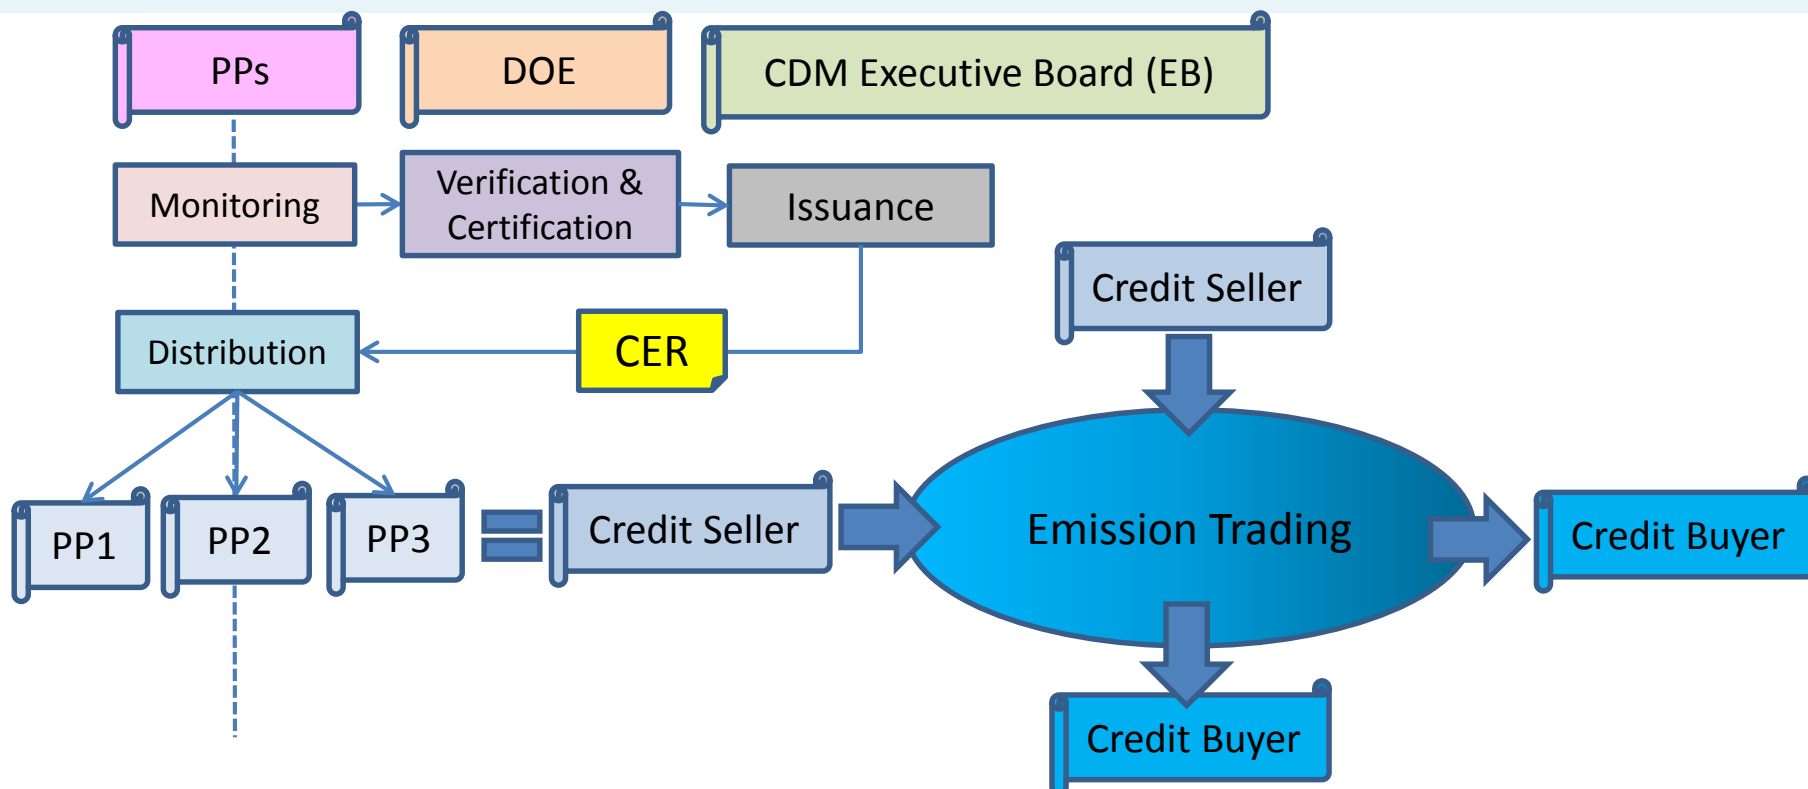 PPs
DOE
CDM Executive Board (EB)
Monitoring
Verification &
Certification
Issuance
Credit Seller
Distribution
CER
PP1
PP2
PP3
Credit Seller
Emission Trading
Credit Buyer
Credit Buyer